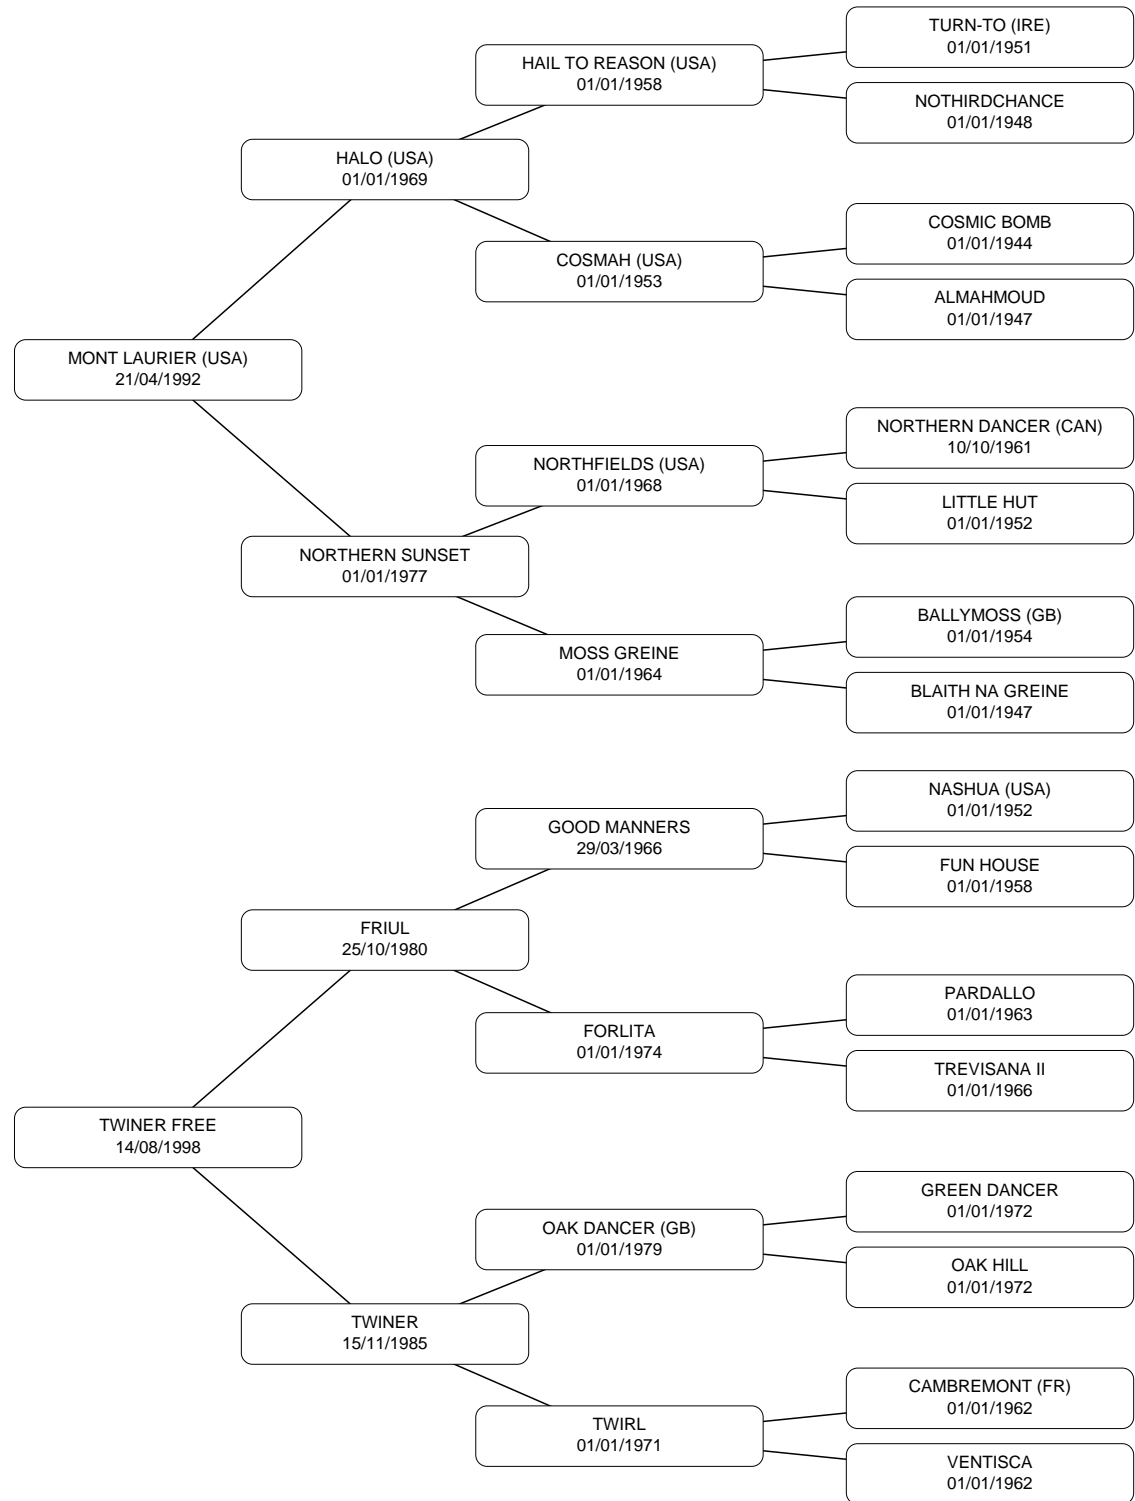 TURN-TO (IRE)
01/01/1951
HAIL TO REASON (USA)
01/01/1958
NOTHIRDCHANCE
01/01/1948
HALO (USA)
01/01/1969
COSMIC BOMB
01/01/1944
COSMAH (USA)
01/01/1953
ALMAHMOUD
01/01/1947
MONT LAURIER (USA)
21/04/1992
NORTHERN DANCER (CAN)
10/10/1961
NORTHFIELDS (USA)
01/01/1968
LITTLE HUT
01/01/1952
NORTHERN SUNSET
01/01/1977
BALLYMOSS (GB)
01/01/1954
MOSS GREINE
01/01/1964
BLAITH NA GREINE
01/01/1947
NASHUA (USA)
01/01/1952
GOOD MANNERS
29/03/1966
FUN HOUSE
01/01/1958
FRIUL
25/10/1980
PARDALLO
01/01/1963
FORLITA
01/01/1974
TREVISANA II
01/01/1966
TWINER FREE
14/08/1998
GREEN DANCER
01/01/1972
OAK DANCER (GB)
01/01/1979
OAK HILL
01/01/1972
TWINER
15/11/1985
CAMBREMONT (FR)
01/01/1962
TWIRL
01/01/1971
VENTISCA
01/01/1962